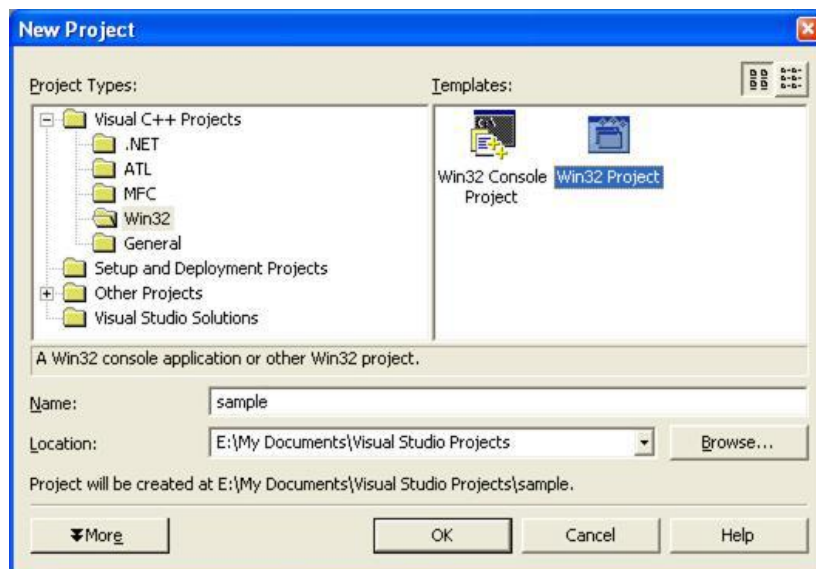 New Project
Project Types:
Templates:
Visual C++ Projects
.NET
ATL
MFC
Win32
General
Setup and Deployment Projects
Other Projects
Visual Studio Solutions
C:\
Win32 Console
Project
Win32 Project
A Win32 console application or other Win32 project.
Name:
sample
Location:
E:\My Documents\Visual Studio Projects
Browse...
Project will be created at E:\My Documents\Visual Studio Projects\sample.
More
OK
Cancel
Help